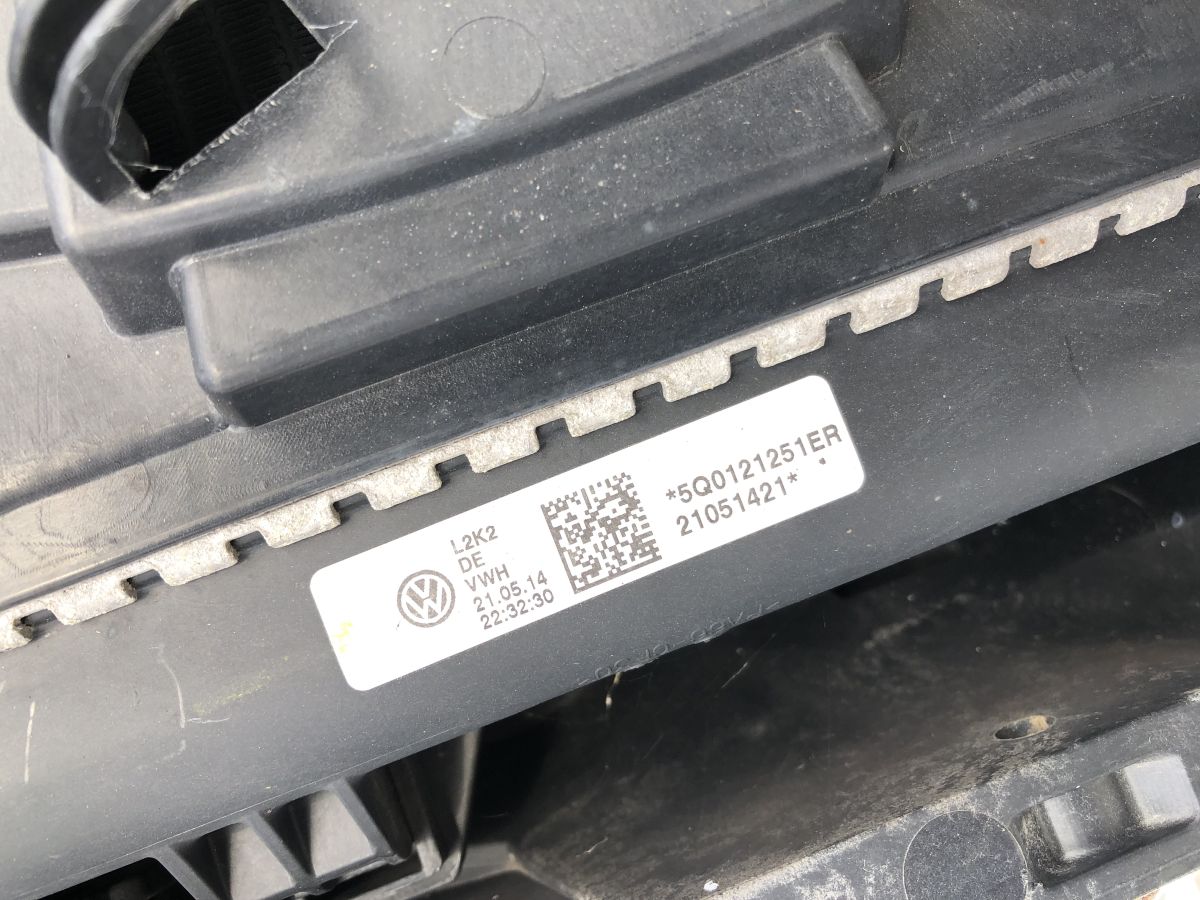 L2K2
DE
VWH
21.05.14
22:32:30
*5Q0121251ER
21051421*